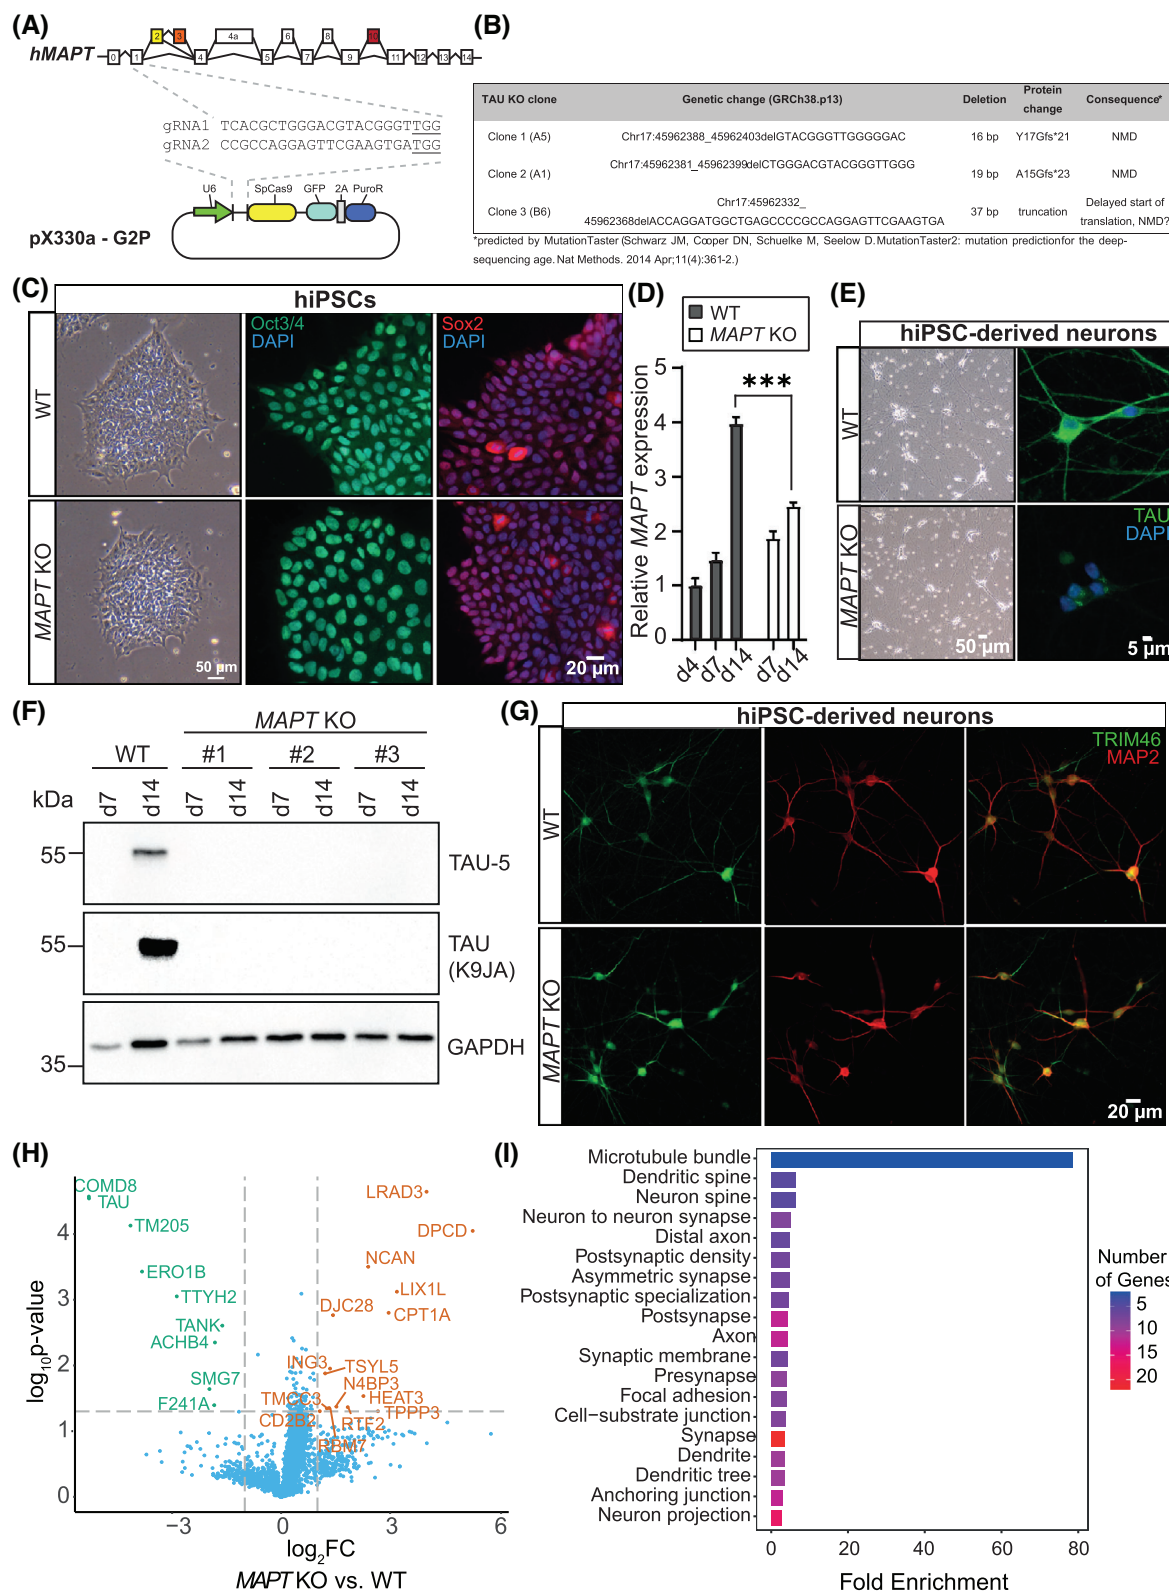 (A)
hMAPT
0 1 2 3 4 4a 5 6 7 8 9 10 11 12 13 14
gRNA1 TCACGCTGGGACGTACGGGTTGG
gRNA2 CCGCCAGGAGTTCGAAGTGATGG
U6 SpCas9 GFP 2A PuroR
pX330a - G2P
(B)
TAU KO clone Genetic change (GRCh38.p13) Deletion Protein change Consequence*
Clone 1 (A5) Chr17:45962388_45962403delGTACGGGTTGGGGGAC 16 bp Y17Gfs*21 NMD
Clone 2 (A1) Chr17:45962381_45962399delCTGGGACGTACGGGTTGGG 19 bp A15Gfs*23 NMD
Clone 3 (B6) Chr17:45962332_45962368delACCAGGATGGCTGAGCCCCGCCAGGAGTTCGAAGTGA 37 bp truncation Delayed start of translation, NMD?
*predicted by MutationTaster (Schwarz JM, Cooper DN, Schuelke M, Seelow D. MutationTaster2: mutation prediction for the deep-
sequencing age. Nat Methods. 2014 Apr;11(4):361-2.)
(C)
hiPSCs
WT
Oct3/4
DAPI
Sox2
DAPI
MAPT KO
50 µm
20 µm
(D)
WT
MAPT KO
Relative MAPT expression
5
4
3
2
1
0
***
d4 d7 d14 d7 d14
(E)
hiPSC-derived neurons
WT
MAPT KO
TAU
DAPI
50 µm
5 µm
(F)
MAPT KO
WT #1 #2 #3
kDa d7 d14 d7 d14 d7 d14 d7 d14
55 TAU-5
55 TAU
(K9JA)
GAPDH
35
(G)
hiPSC-derived neurons
WT
TRIM46
MAP2
MAPT KO
20 µm
(H)
COMD8
TAU
TM205
ERO1B
TTYH2
TANK
ACHB4
SMG7
F241A
LRAD3
DPCD
NCAN
LIX1L
DJC28
CPT1A
ING3
TSYL5
N4BP3
TMCC3
HEAT3
CD2B2
RTF2
TPPP3
RBM7
log10p-value
4
3
2
1
0
−3 0 3 6
log2FC
MAPT KO vs. WT
(I)
Microtubule bundle
Dendritic spine
Neuron spine
Neuron to neuron synapse
Distal axon
Postsynaptic density
Asymmetric synapse
Postsynaptic specialization
Postsynapse
Axon
Synaptic membrane
Presynapse
Focal adhesion
Cell−substrate junction
Synapse
Dendrite
Dendritic tree
Anchoring junction
Neuron projection
0 20 40 60 80
Fold Enrichment
Number
of Genes
5
10
15
20